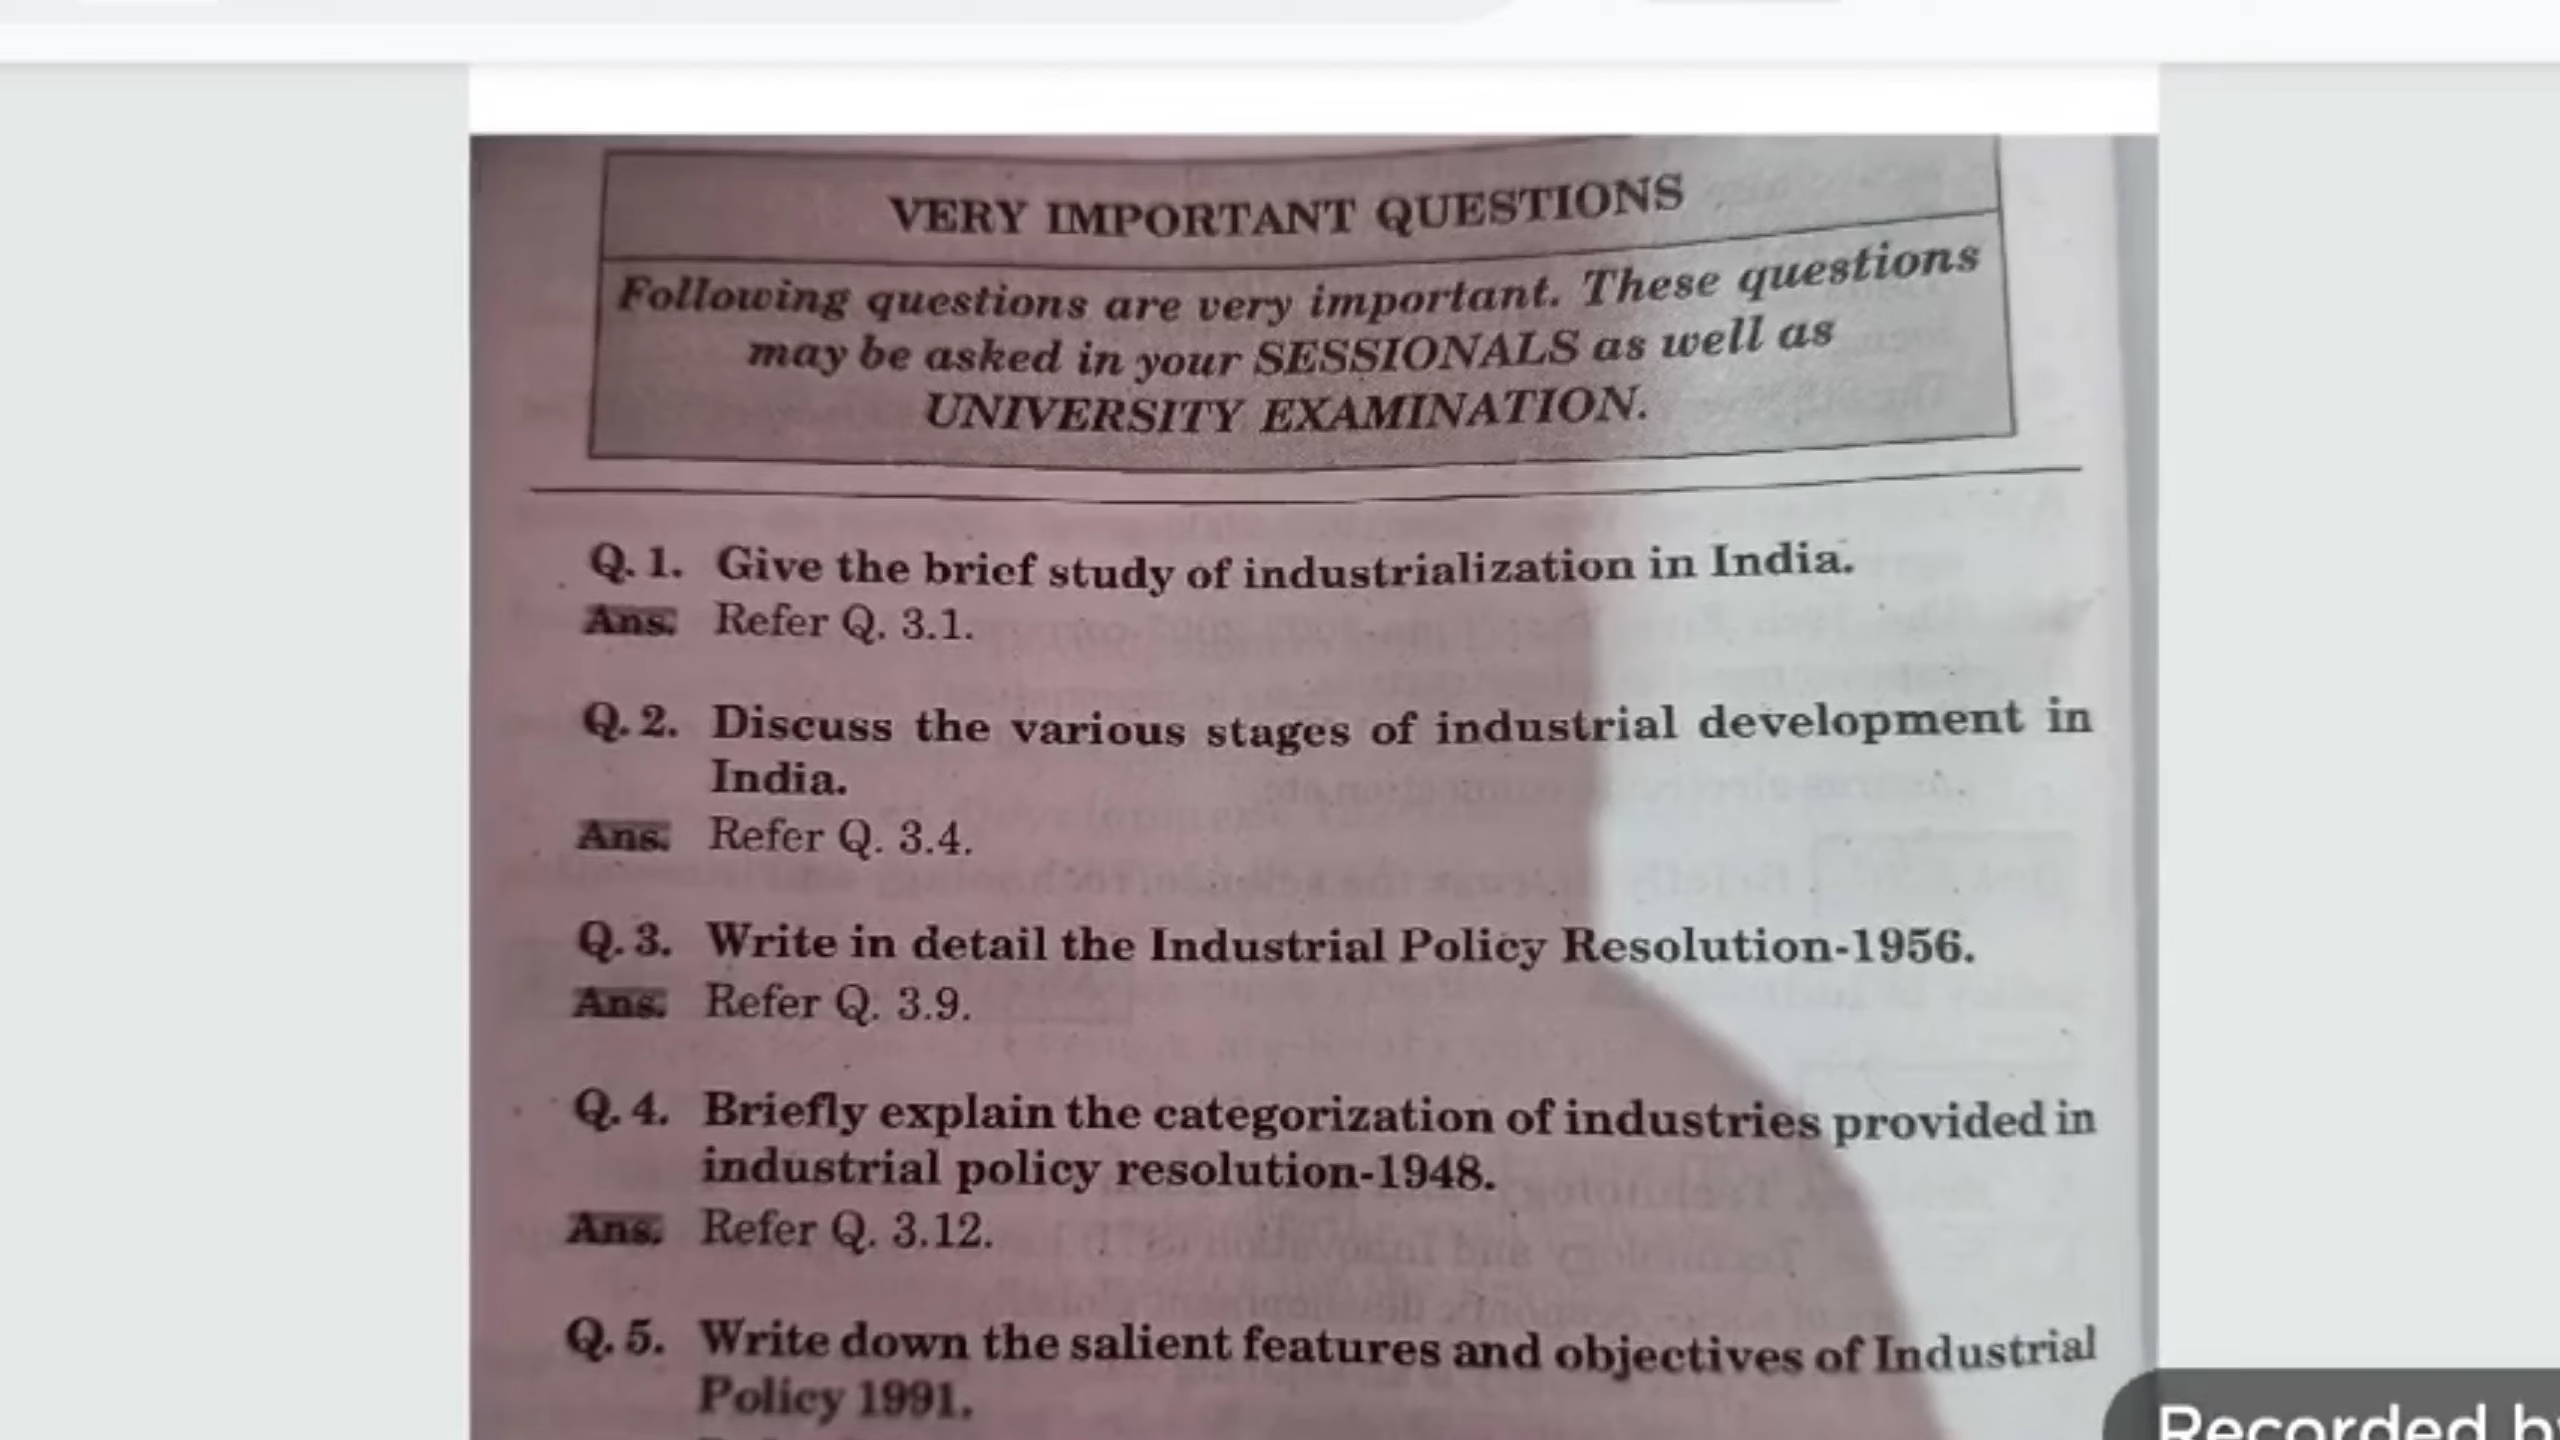 VERY IMPORTANT QUESTIONS
Following questions are very important. These questions
may be asked in your SESSIONALS as well as
UNIVERSITY EXAMINATION.
Q. 1. Give the brief study of industrialization in India.
Ans. Refer Q. 3.1.
Q. 2. Discuss the various stages of industrial development in
India.
Ans. Refer Q. 3.4.
Q. 3. Write in detail the Industrial Policy Resolution-1956.
Ans. Refer Q. 3.9.
Q. 4. Briefly explain the categorization of industries provided in
industrial policy resolution-1948.
Ans. Refer Q. 3.12.
Q. 5. Write down the salient features and objectives of Industrial
Policy 1991.
Recorded